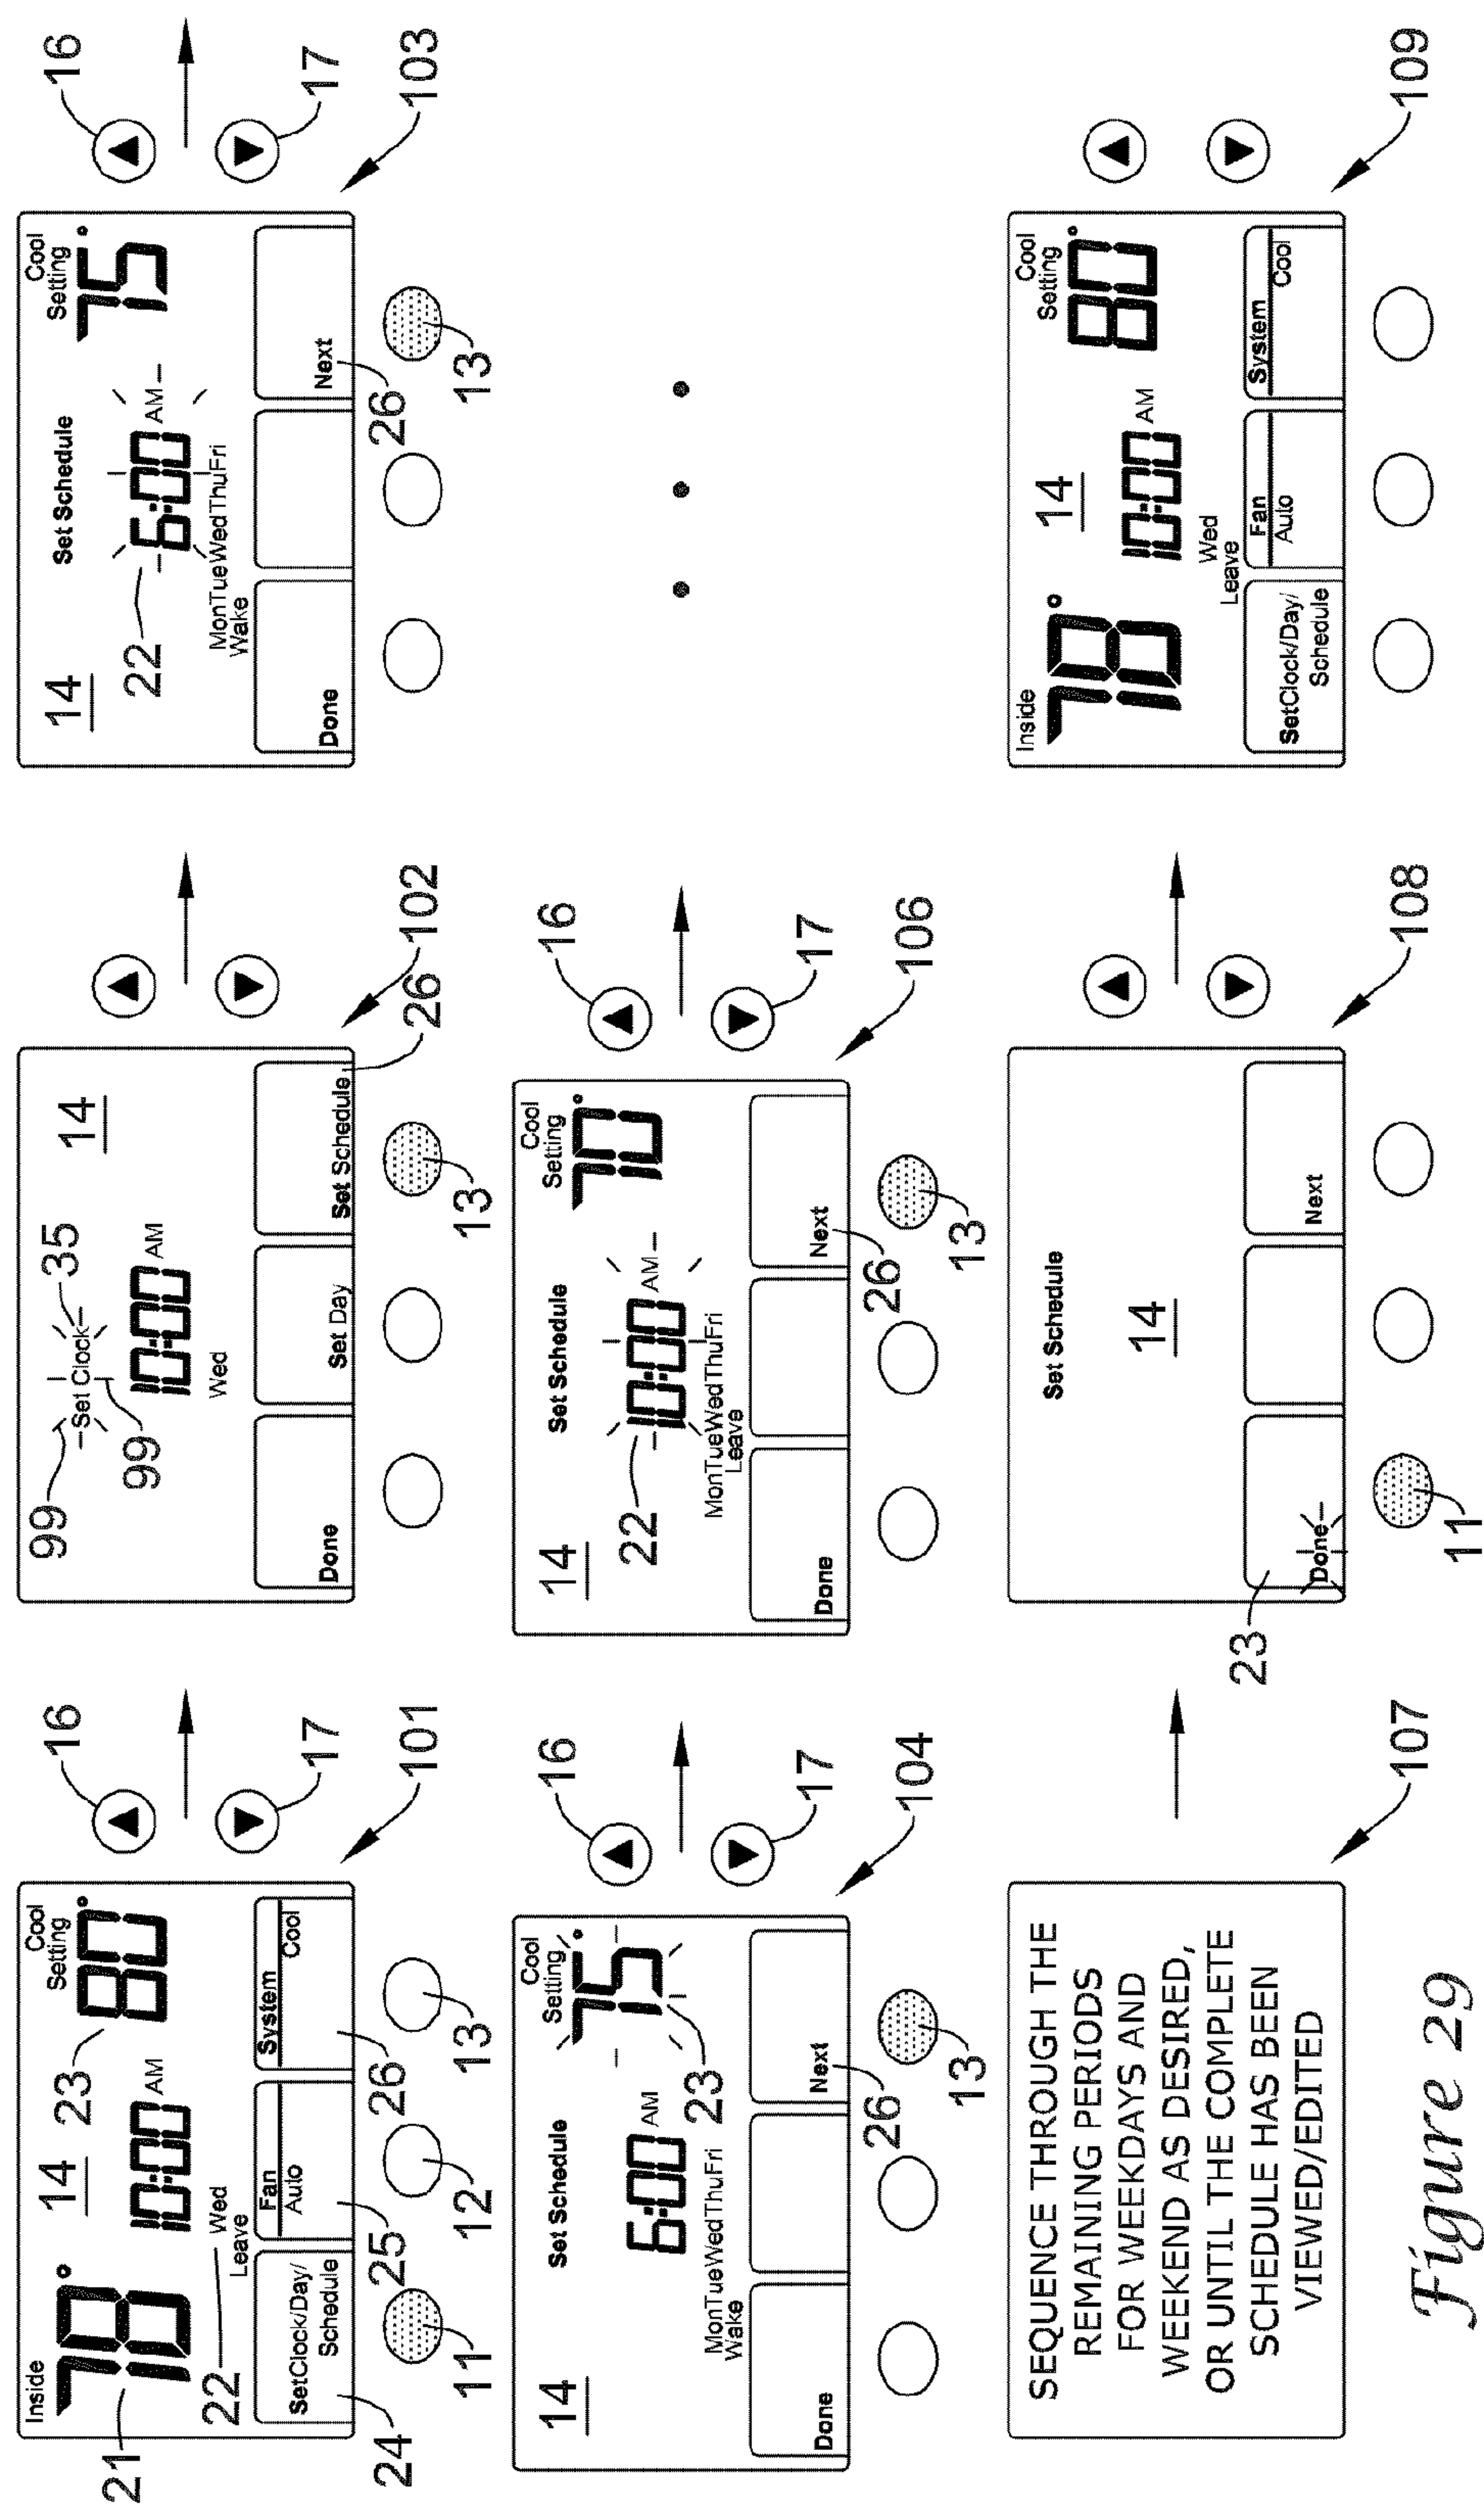 Inside
78°
14
23
Cool
Setting
80°
16
21
10:00 AM
22
Wed
Leave
17
SetClock/Day/
Schedule
Fan
Auto
System
Cool
24
25
26
11
12
13
101
99
Set Clock
35
14
99
10:00 AM
Wed
Done
Set Day
Set Schedule
26
13
102
14
Set Schedule
Cool
Setting
75°
16
22
6:00 AM
MonTueWedThuFri
Wake
17
Done
Next
26
13
103
14
Set Schedule
Cool
Setting
75°
16
6:00 AM
23
MonTueWedThuFri
Wake
17
Done
Next
26
13
104
14
Set Schedule
Cool
Setting
70°
16
22
10:00 AM
MonTueWedThuFri
Leave
17
Done
Next
26
13
106
SEQUENCE THROUGH THE
REMAINING PERIODS
FOR WEEKDAYS AND
WEEKEND AS DESIRED,
OR UNTIL THE COMPLETE
SCHEDULE HAS BEEN
VIEWED/EDITED
107
Set Schedule
14
23
Done
Next
11
108
Inside
78°
14
Cool
Setting
80°
10:00 AM
Wed
Leave
SetClock/Day/
Schedule
Fan
Auto
System
Cool
109
Figure 29